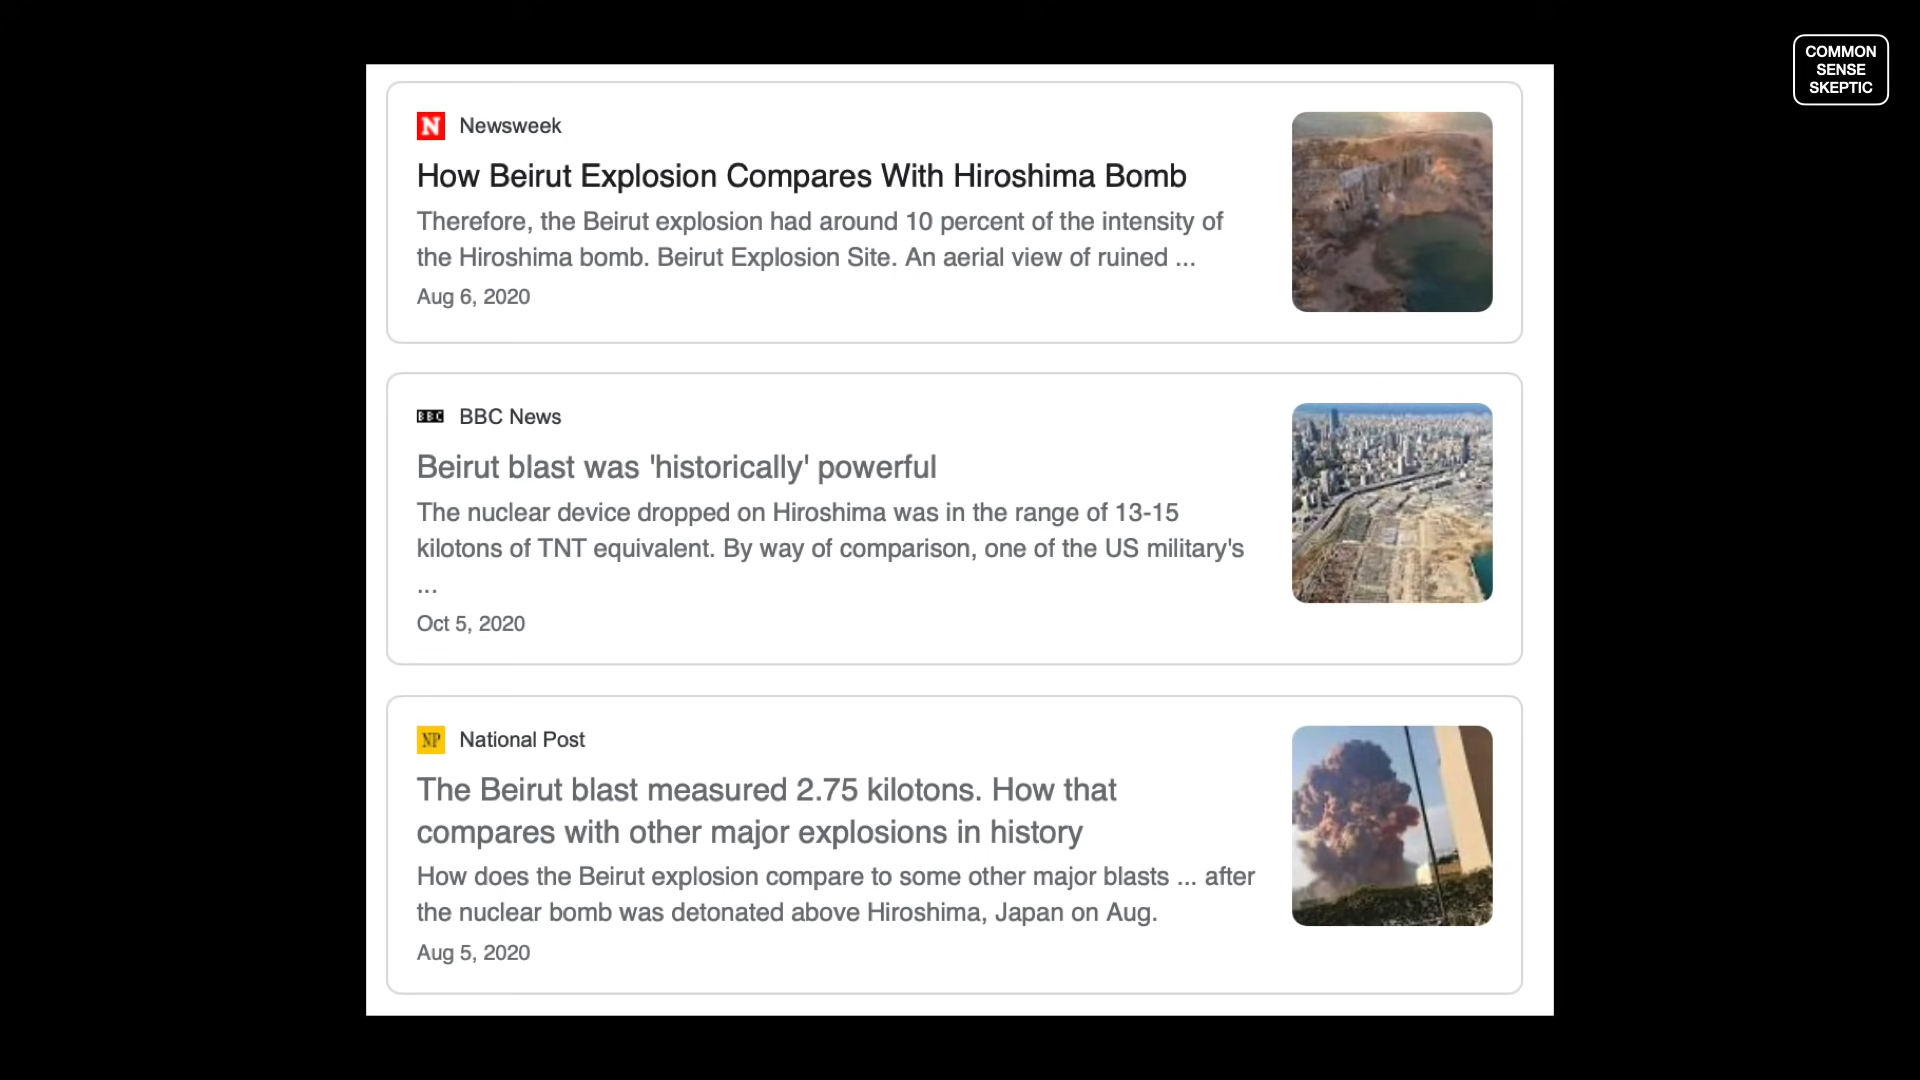 COMMON
SENSE
SKEPTIC
N Newsweek
How Beirut Explosion Compares With Hiroshima Bomb
Therefore, the Beirut explosion had around 10 percent of the intensity of
the Hiroshima bomb. Beirut Explosion Site. An aerial view of ruined ...
Aug 6, 2020
BBC BBC News
Beirut blast was 'historically' powerful
The nuclear device dropped on Hiroshima was in the range of 13-15
kilotons of TNT equivalent. By way of comparison, one of the US military's
...
Oct 5, 2020
NP National Post
The Beirut blast measured 2.75 kilotons. How that
compares with other major explosions in history
How does the Beirut explosion compare to some other major blasts ... after
the nuclear bomb was detonated above Hiroshima, Japan on Aug.
Aug 5, 2020